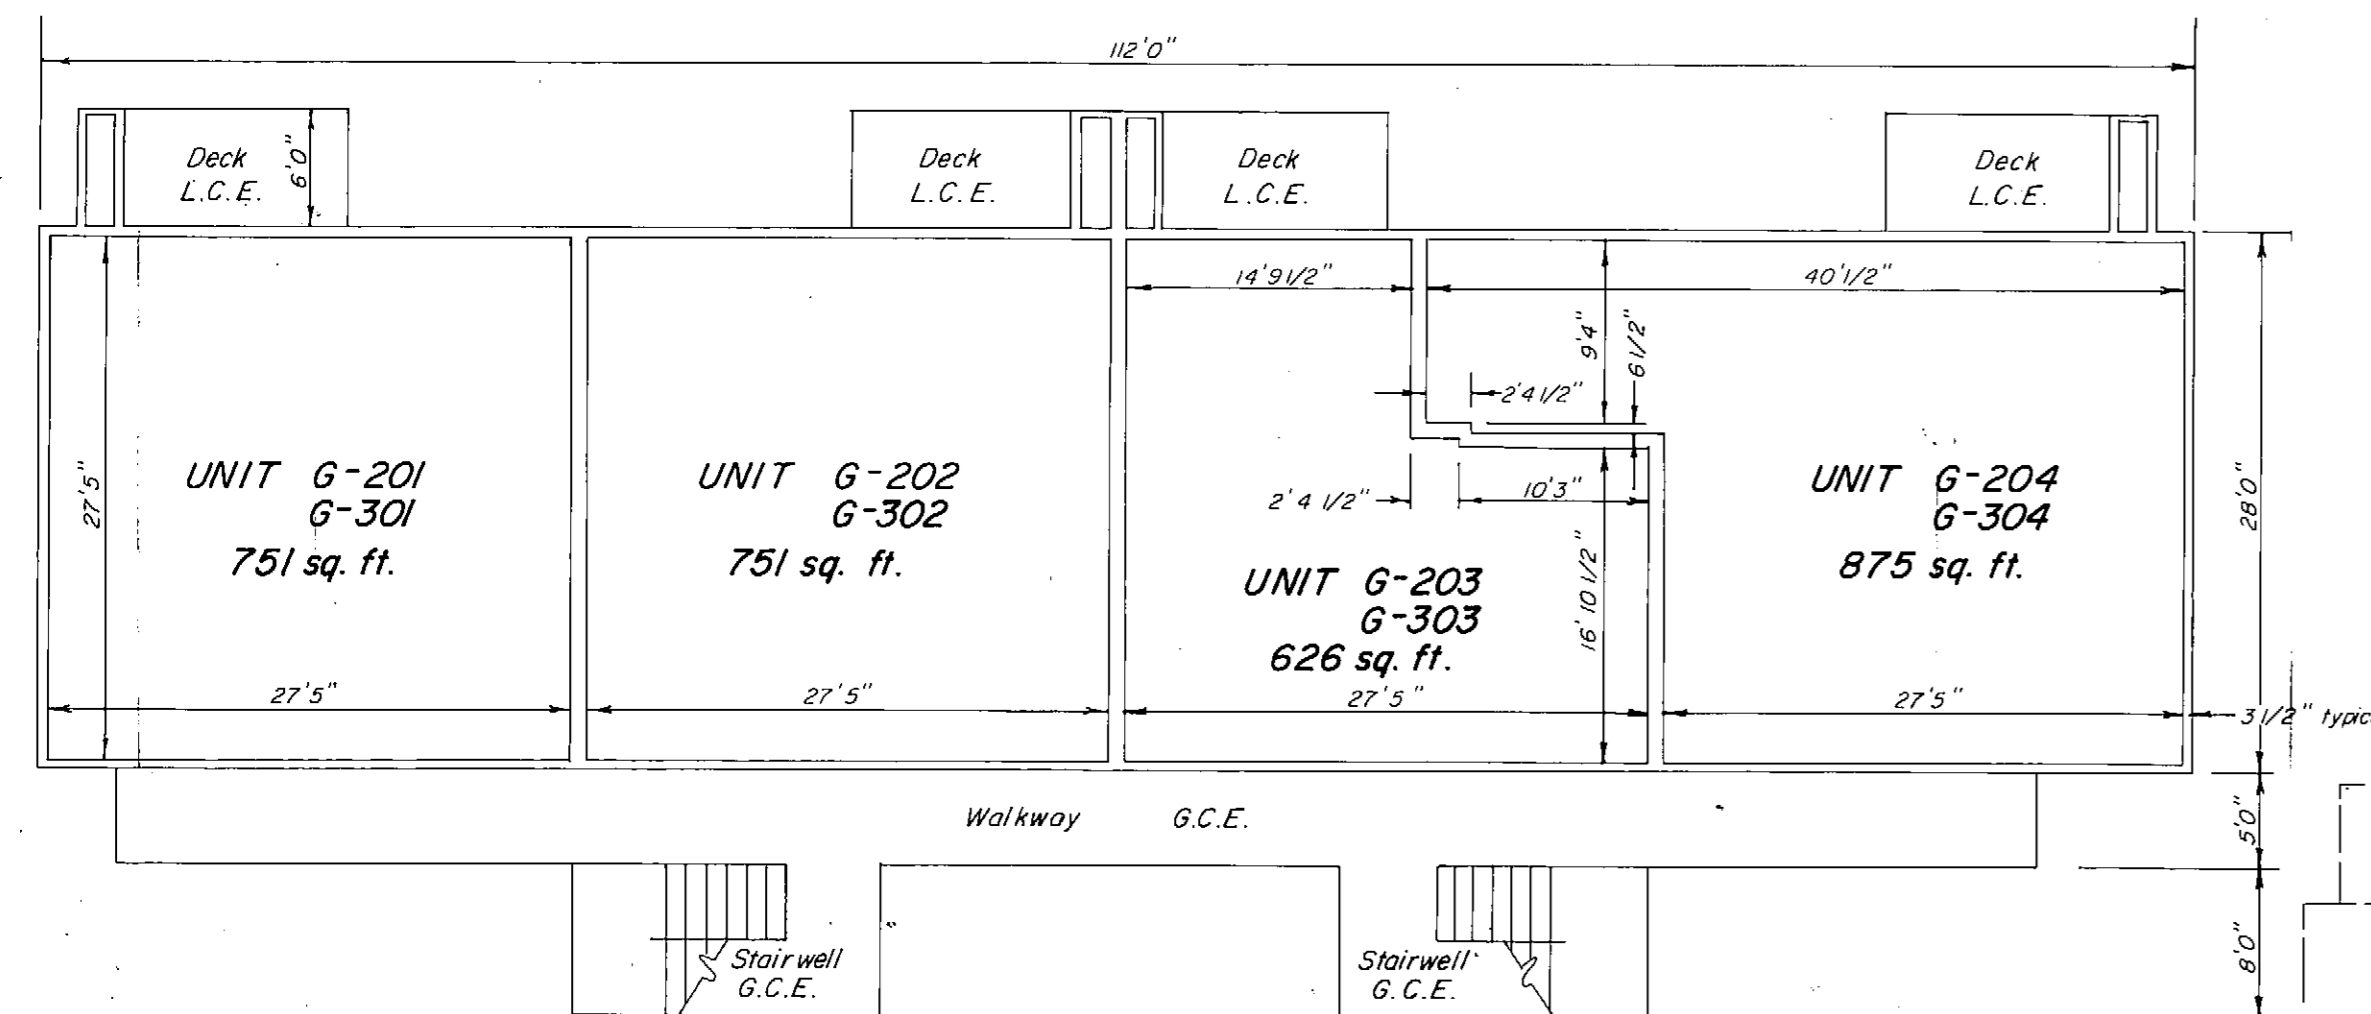 112'0"
Deck
L.C.E.
6'0"
Deck
L.C.E.
Deck
L.C.E.
Deck
L.C.E.
14'9 1/2"
40'1/2"
9'4"
6 1/2"
2'4 1/2"
27'5"
UNIT G-201
G-301
751 sq. ft.
UNIT G-202
G-302
751 sq. ft.
2'4 1/2"
10'3"
16' 10 1/2"
UNIT G-203
G-303
626 sq. ft.
UNIT G-204
G-304
875 sq. ft.
28'0"
27'5"
27'5"
27'5"
27'5"
3 1/2" typic
Walkway G.C.E.
5'0"
Stairwell
G.C.E.
Stairwell
G.C.E.
8'0"